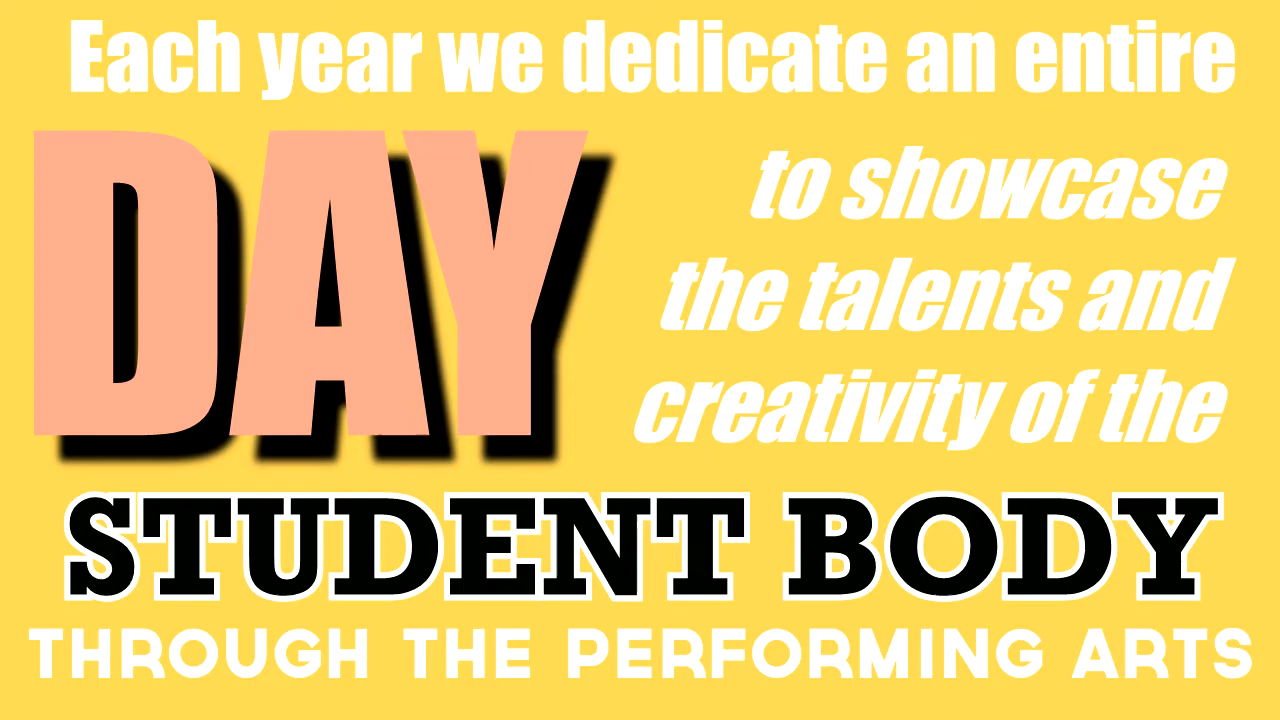 Each year we dedicate an entire
DAY
to showcase
the talents and
creativity of the
STUDENT BODY
THROUGH THE PERFORMING ARTS